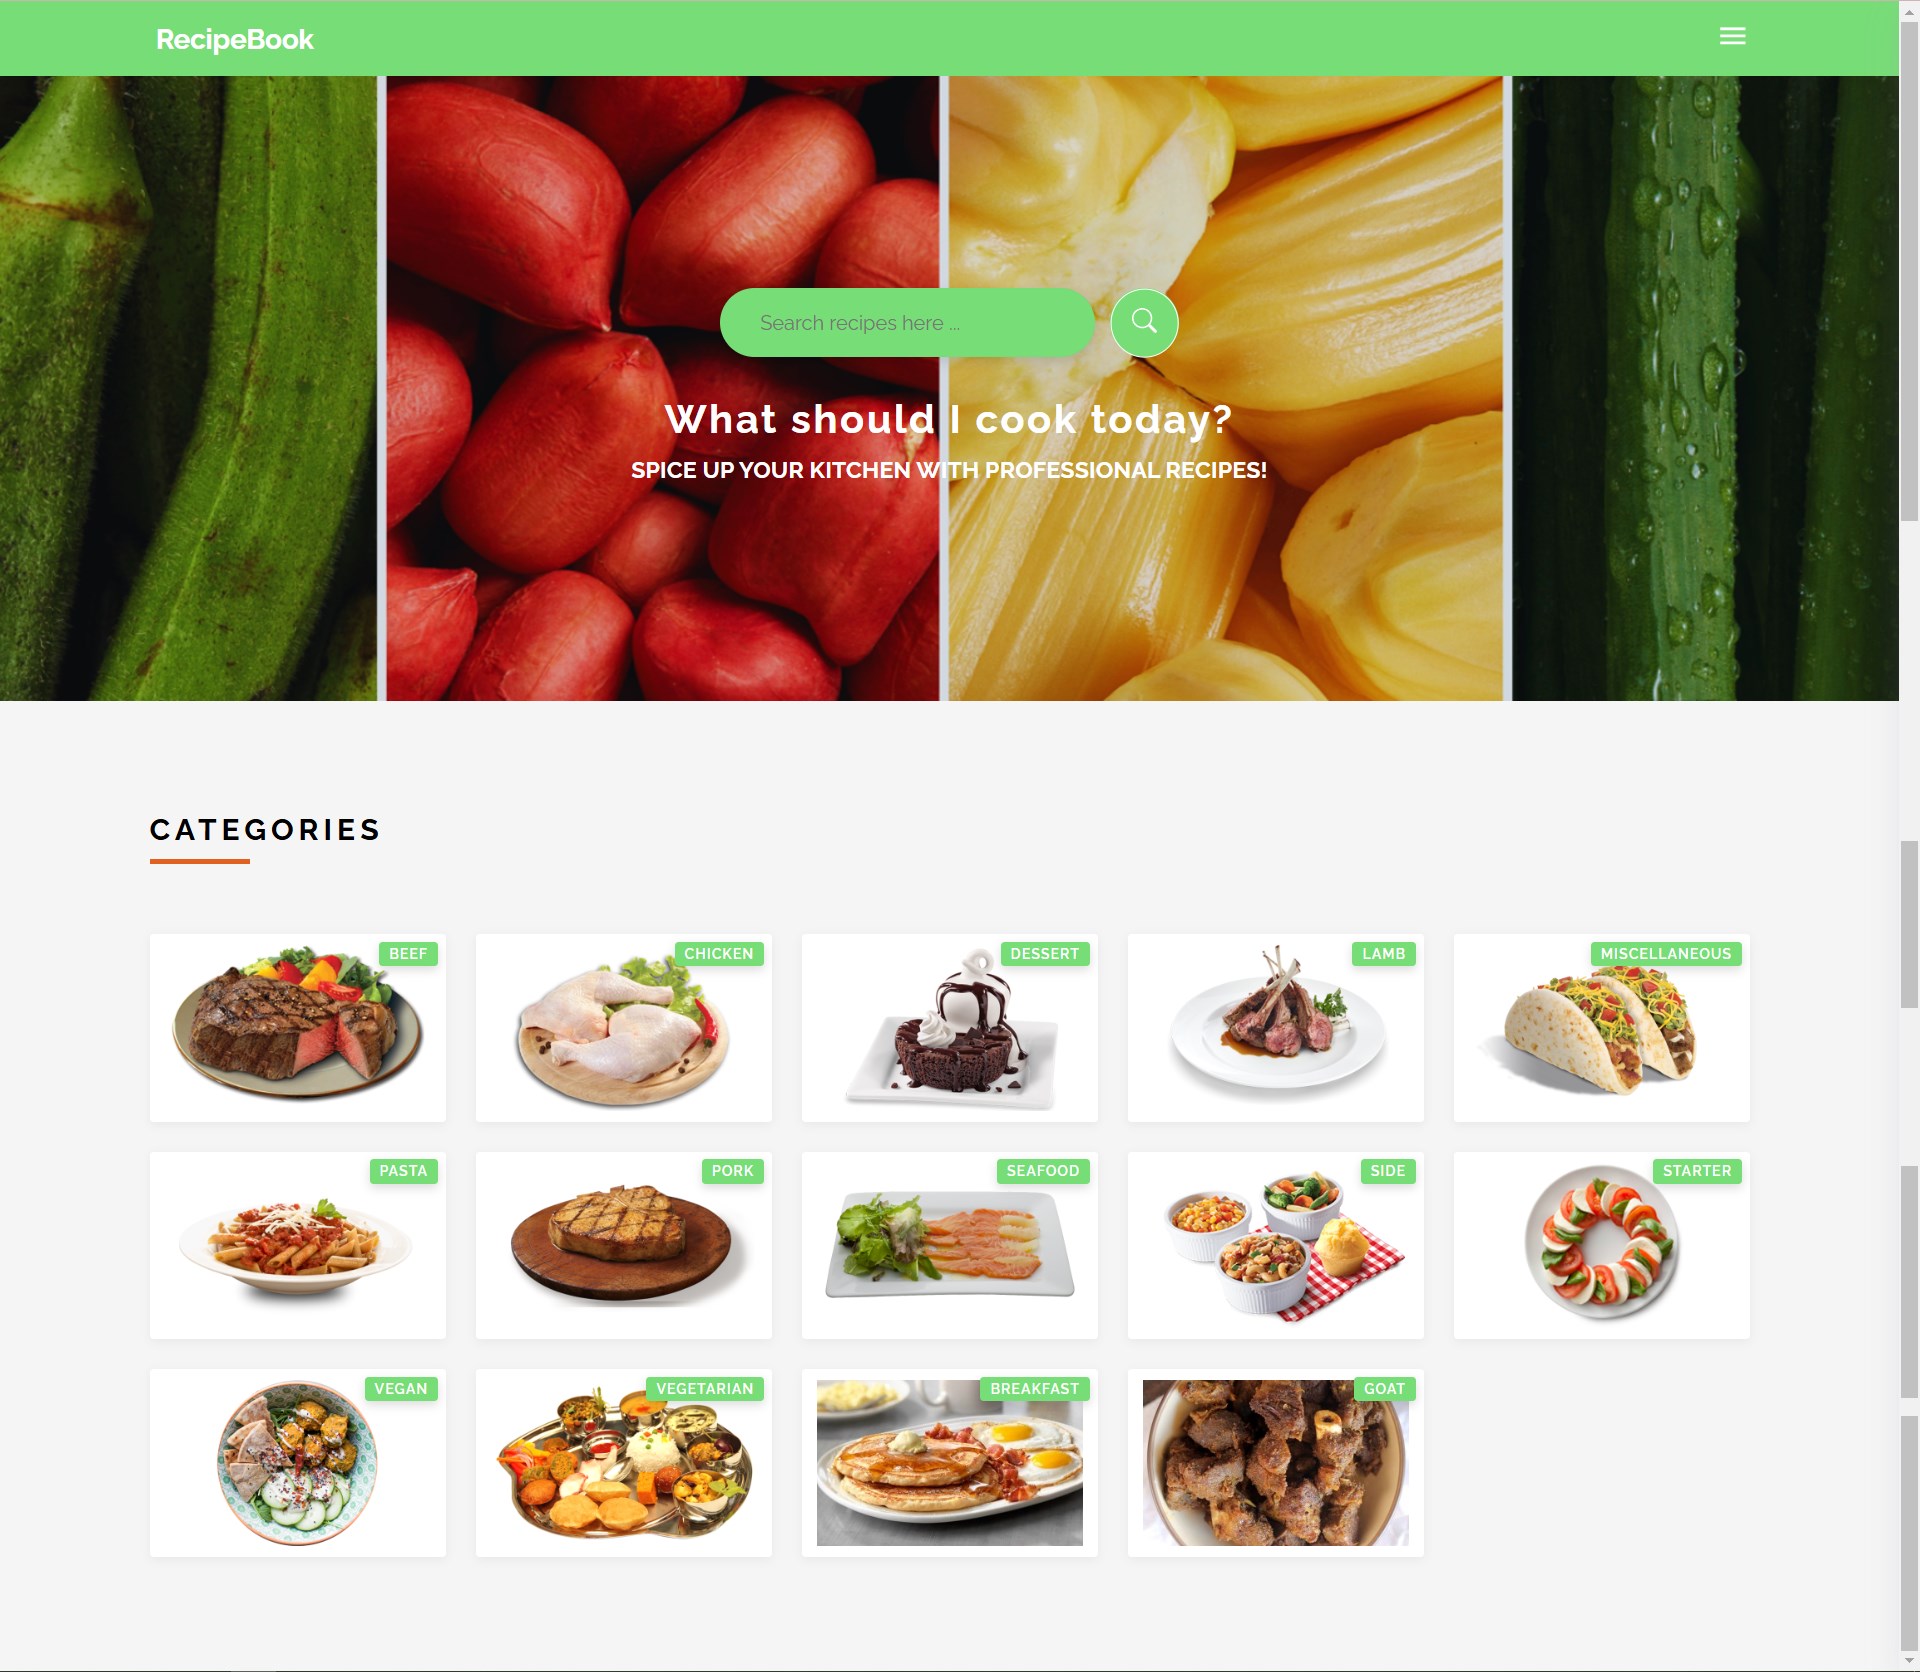 RecipeBook
Search recipes here ...
What should I cook today?
SPICE UP YOUR KITCHEN WITH PROFESSIONAL RECIPES!
CATEGORIES
BEEF
CHICKEN
DESSERT
LAMB
MISCELLANEOUS
PASTA
PORK
SEAFOOD
SIDE
STARTER
VEGAN
VEGETARIAN
BREAKFAST
GOAT